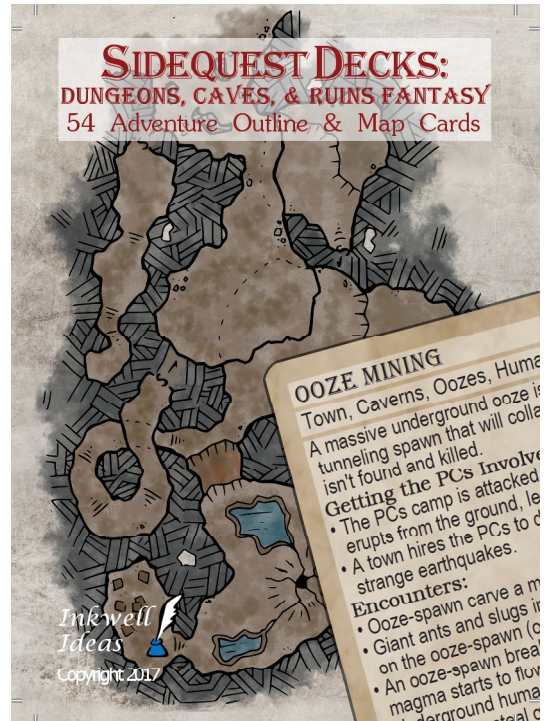 SIDEQUEST DECKS:
DUNGEONS, CAVES, & RUINS FANTASY
54 Adventure Outline & Map Cards
OOZE MINING
Town, Caverns, Oozes, Huma
A massive underground ooze is
tunneling spawn that will colla
isn't found and killed.
Getting the PCs Involve
• The PCs camp is attacked
erupts from the ground, le
• A town hires the PCs to d
strange earthquakes.
Encounters:
• Ooze-spawn carve a m
• Giant ants and slugs in
on the ooze-spawn (o
• An ooze-spawn brea
magma starts to flow
derground huma
Inkwell
Ideas
Copyright 2017